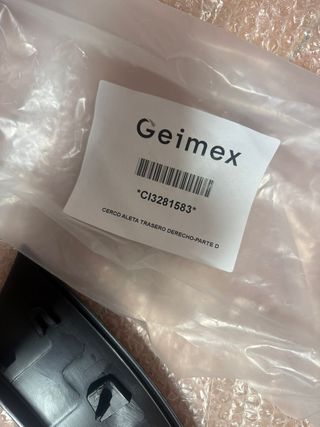 Geimex
*CI3281583*
CERCO ALETA TRASERO DERECHO-PARTE D